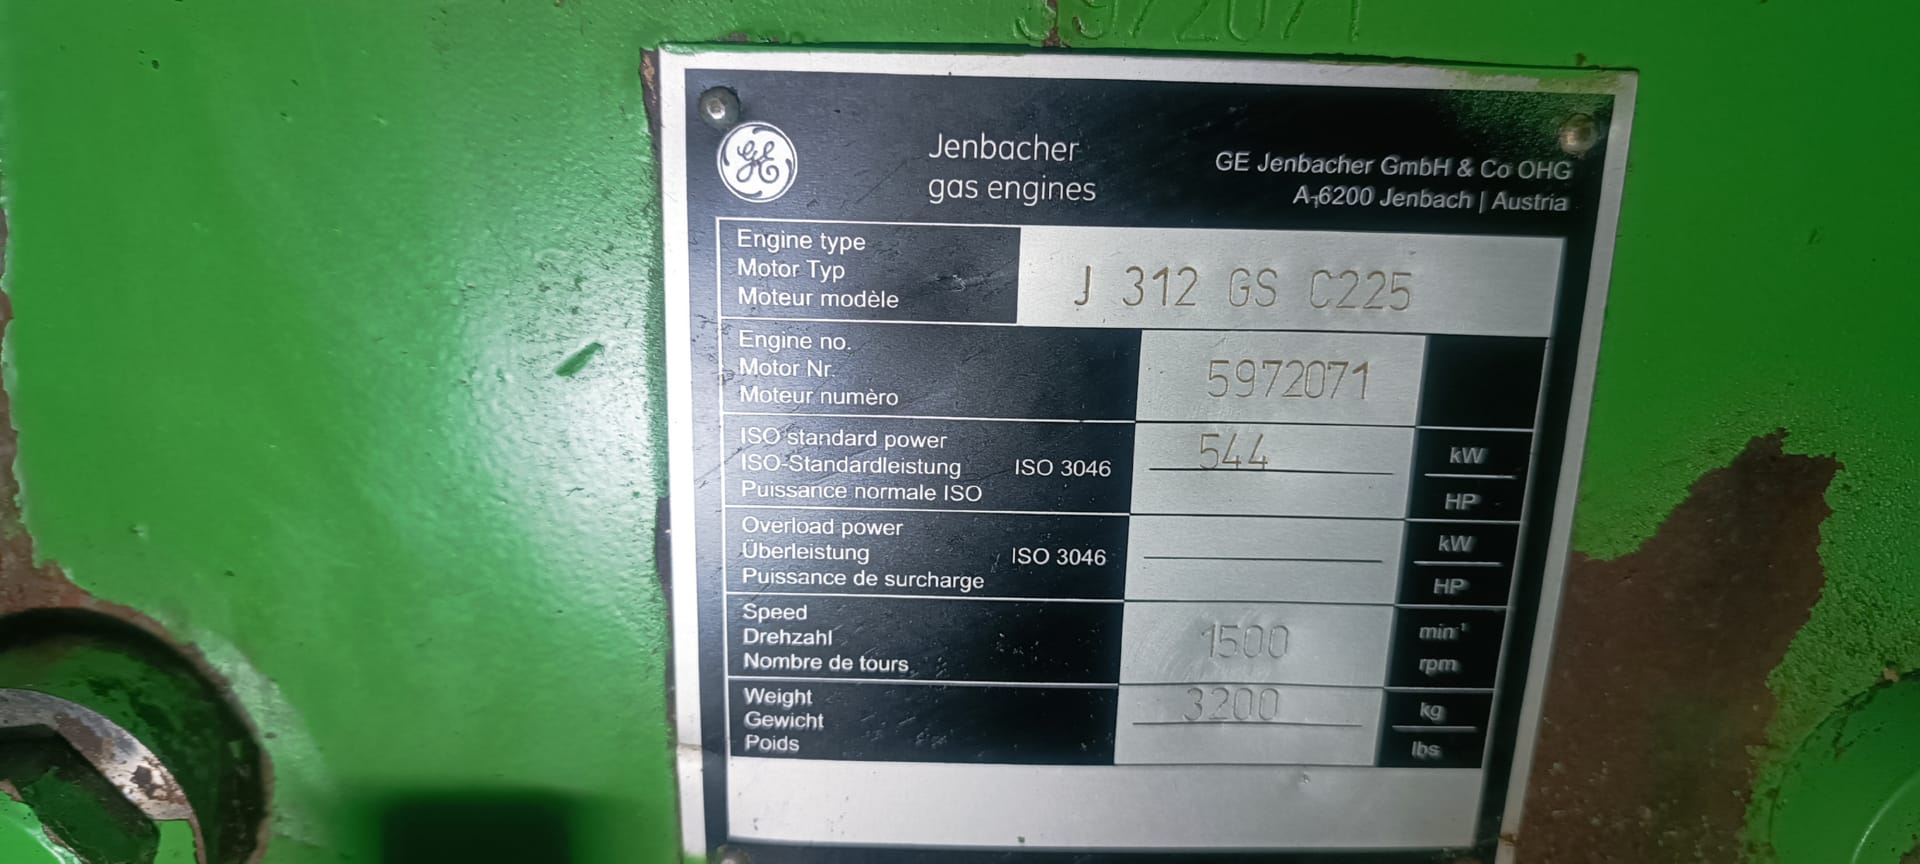 5972071
GE
Jenbacher
gas engines
GE Jenbacher GmbH & Co OHG
A-6200 Jenbach | Austria
Engine type
Motor Typ
Moteur modèle
J 312 GS C225
Engine no.
Motor Nr.
Moteur numèro
5972071
ISO standard power
ISO-Standardleistung ISO 3046
Puissance normale ISO
544
kW
HP
Overload power
Überleistung ISO 3046
Puissance de surcharge
kW
HP
Speed
Drehzahl
Nombre de tours
1500
min⁻¹
rpm
Weight
Gewicht
Poids
3200
kg
lbs